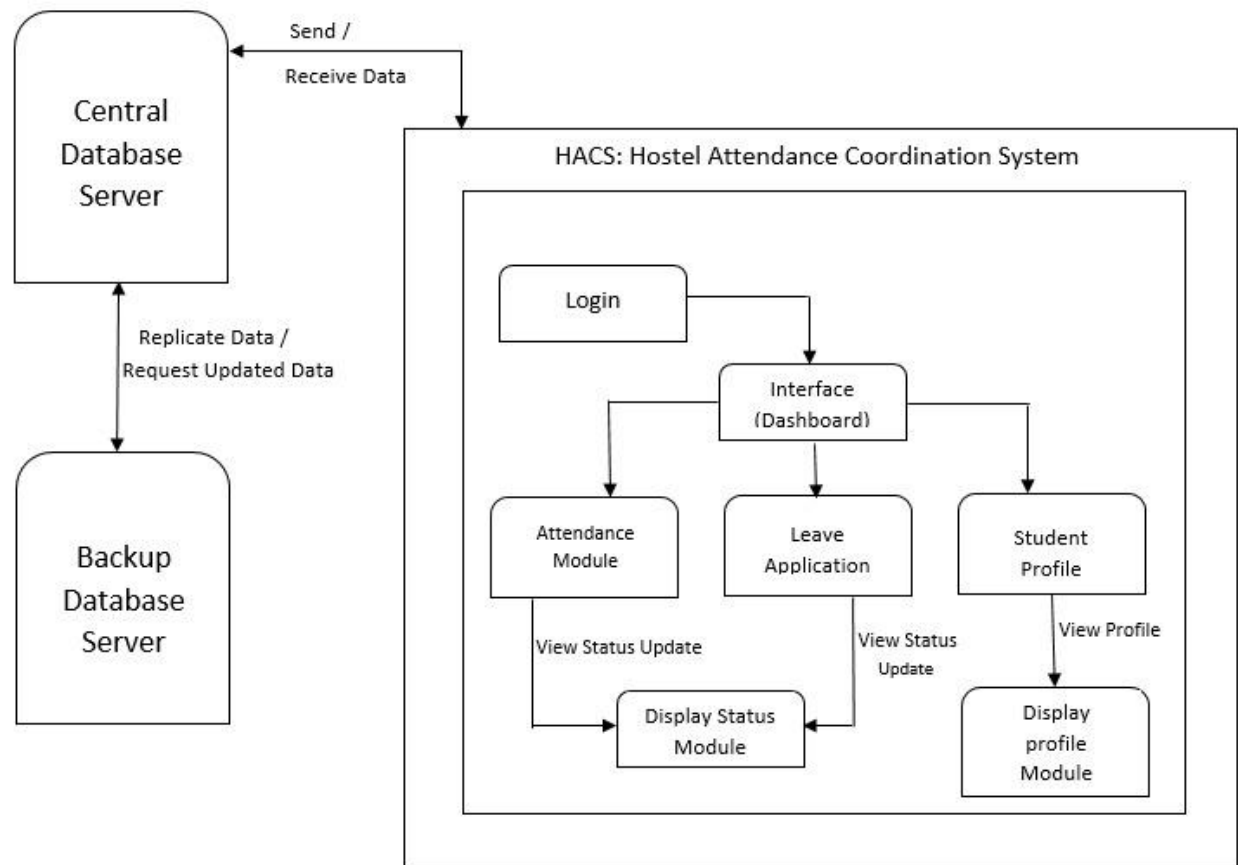 Central
Database
Server
Send /
Receive Data
HACS: Hostel Attendance Coordination System
Login
Replicate Data /
Request Updated Data
Interface
(Dashboard)
Attendance
Module
Leave
Application
Student
Profile
Backup
Database
Server
View Status Update
View Status
Update
View Profile
Display Status
Module
Display
profile
Module